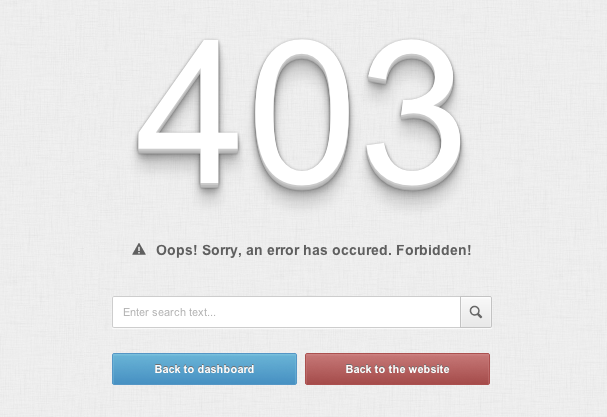 403
Oops! Sorry, an error has occured. Forbidden!
Enter search text...
Back to dashboard
Back to the website